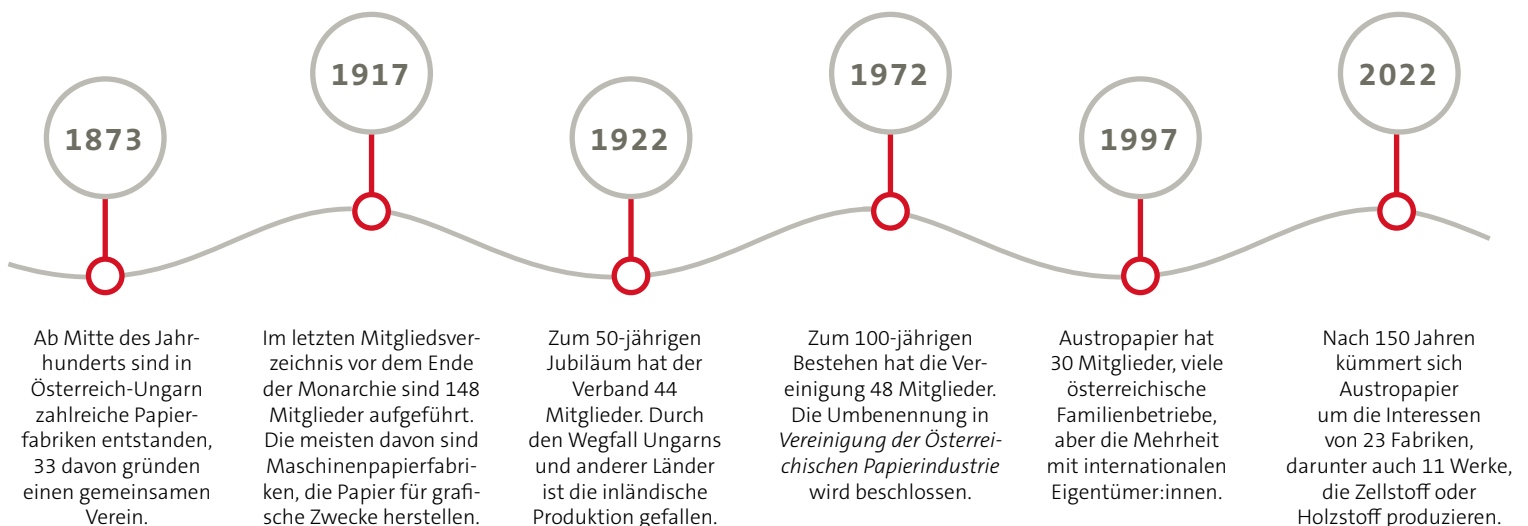 1873
Ab Mitte des Jahr-
hunderts sind in
Österreich-Ungarn
zahlreiche Papier-
fabriken entstanden,
33 davon gründen
einen gemeinsamen
Verein.
1917
Im letzten Mitgliedsver-
zeichnis vor dem Ende
der Monarchie sind 148
Mitglieder aufgeführt.
Die meisten davon sind
Maschinenpapierfabri-
ken, die Papier für grafi-
sche Zwecke herstellen.
1922
Zum 50-jährigen
Jubiläum hat der
Verband 44
Mitglieder. Durch
den Wegfall Ungarns
und anderer Länder
ist die inländische
Produktion gefallen.
1972
Zum 100-jährigen
Bestehen hat die Ver-
einigung 48 Mitglieder.
Die Umbenennung in
Vereinigung der Österrei-
chischen Papierindustrie
wird beschlossen.
1997
Austropapier hat
30 Mitglieder, viele
österreichische
Familienbetriebe,
aber die Mehrheit
mit internationalen
Eigentümer:innen.
2022
Nach 150 Jahren
kümmert sich
Austropapier
um die Interessen
von 23 Fabriken,
darunter auch 11 Werke,
die Zellstoff oder
Holzstoff produzieren.